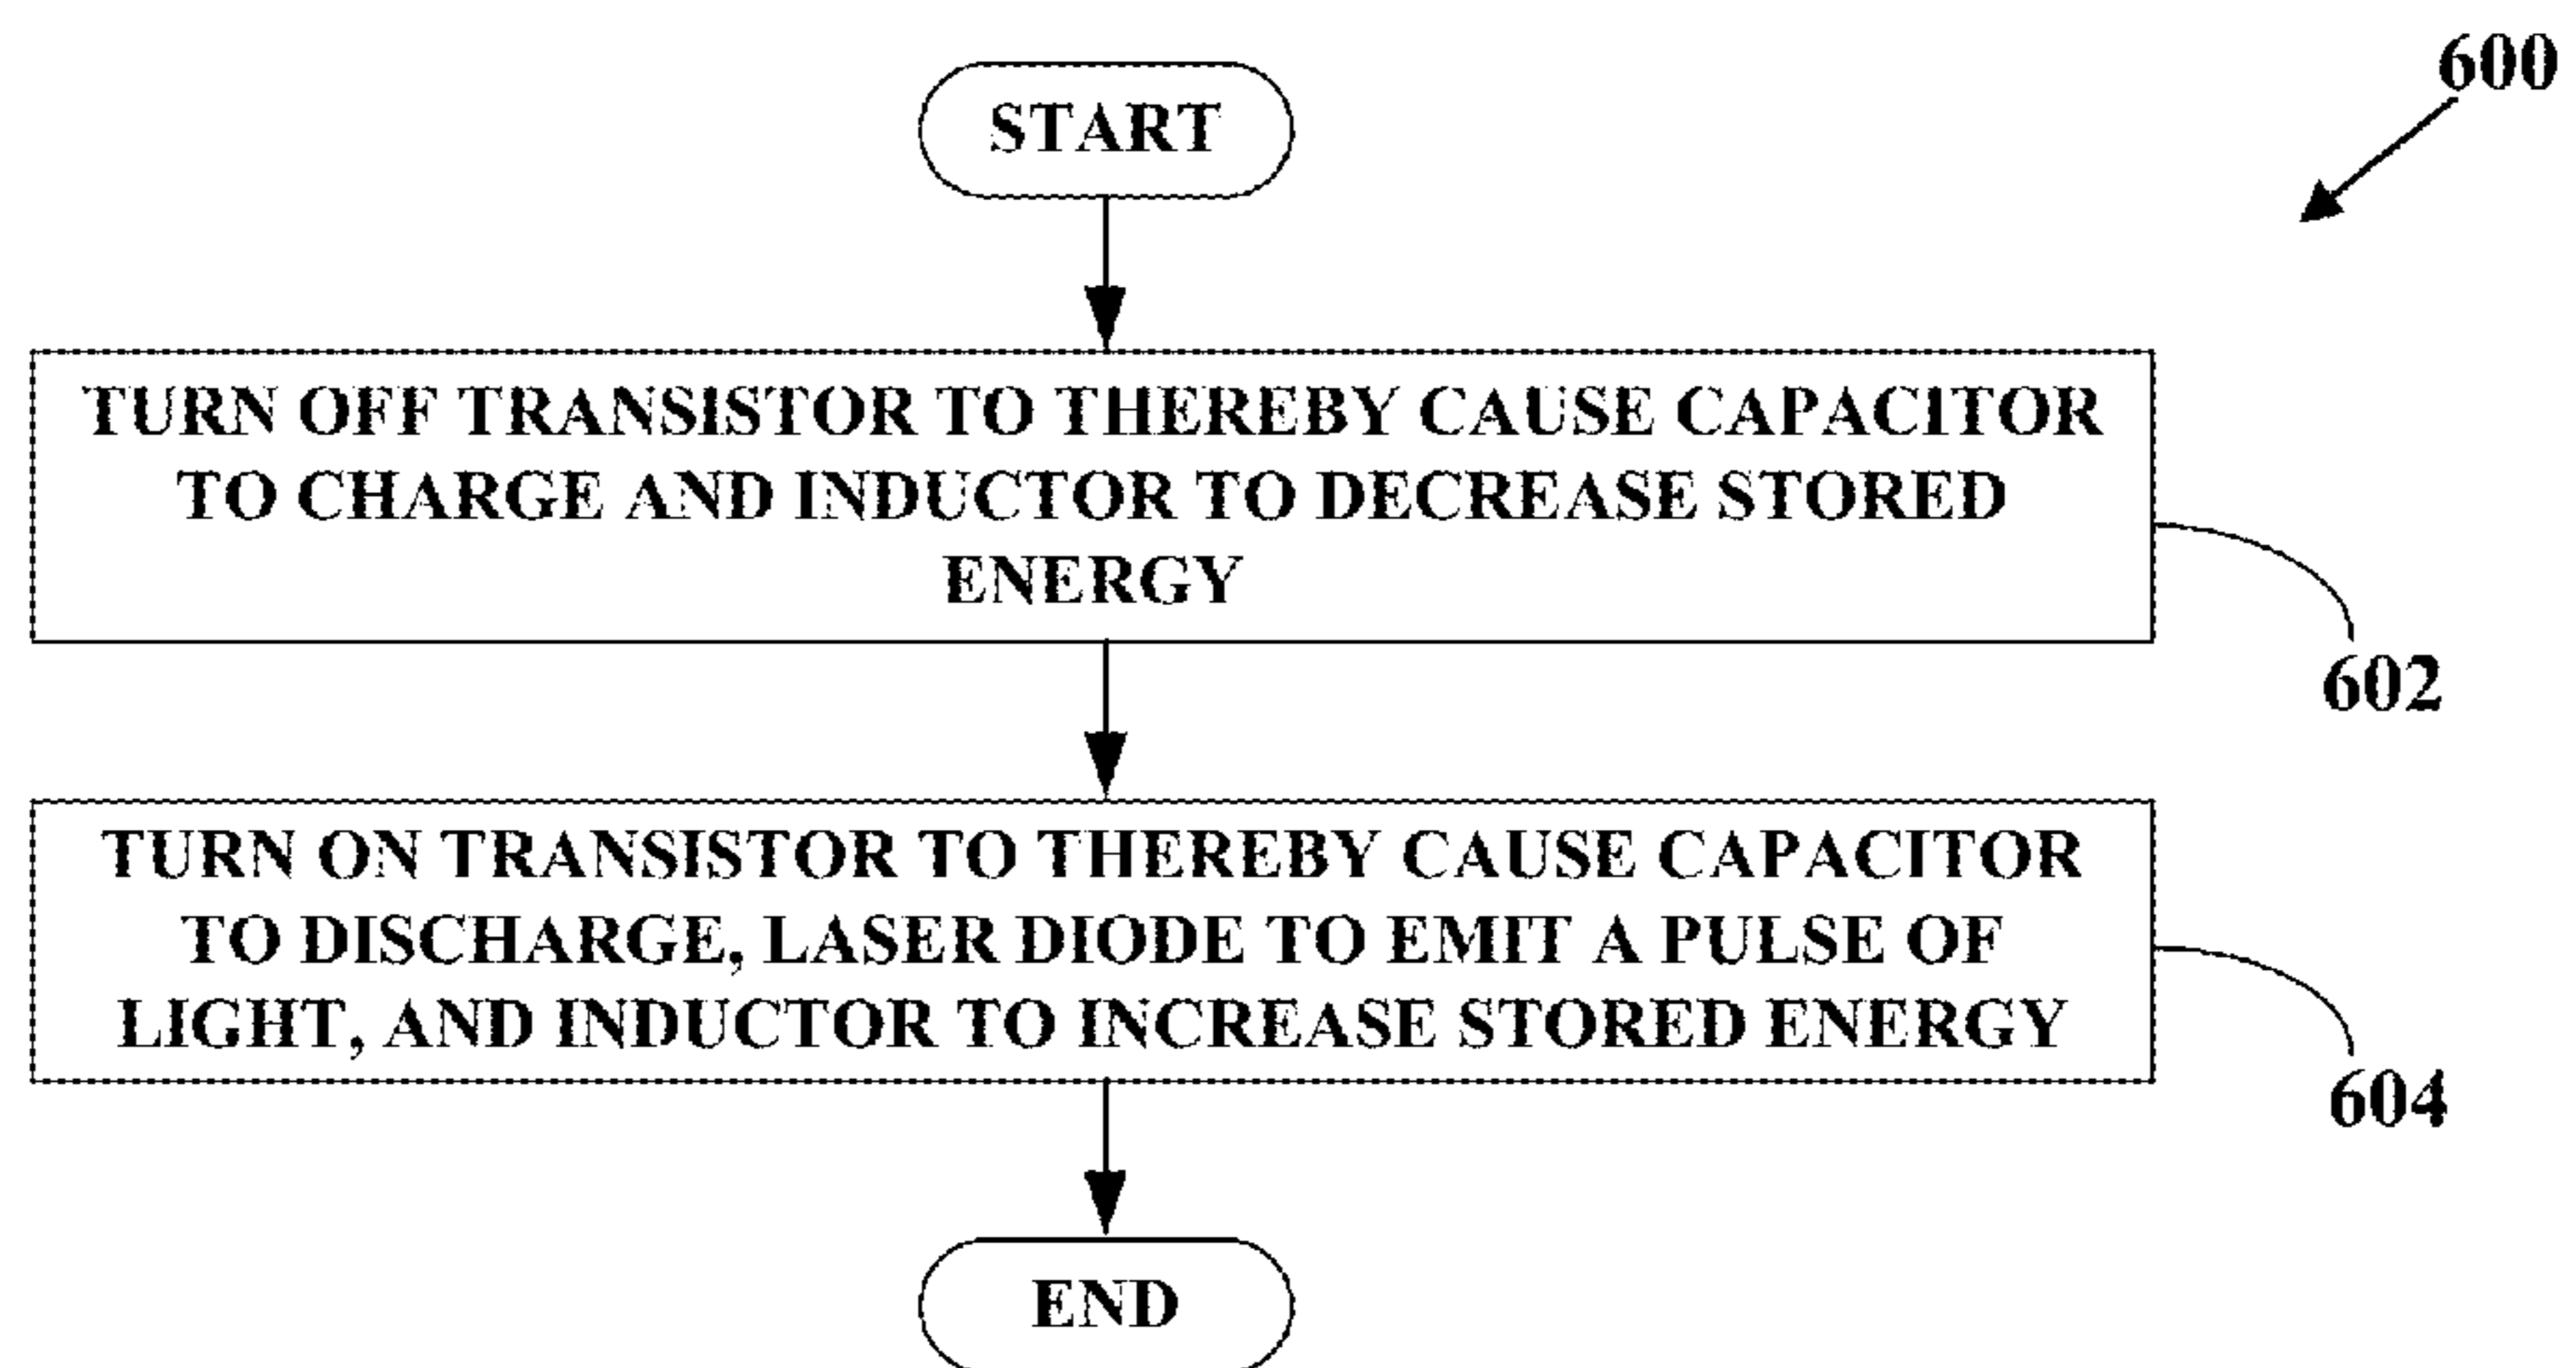 600
START
TURN OFF TRANSISTOR TO THEREBY CAUSE CAPACITOR
TO CHARGE AND INDUCTOR TO DECREASE STORED
ENERGY
602
TURN ON TRANSISTOR TO THEREBY CAUSE CAPACITOR
TO DISCHARGE, LASER DIODE TO EMIT A PULSE OF
LIGHT, AND INDUCTOR TO INCREASE STORED ENERGY
604
END